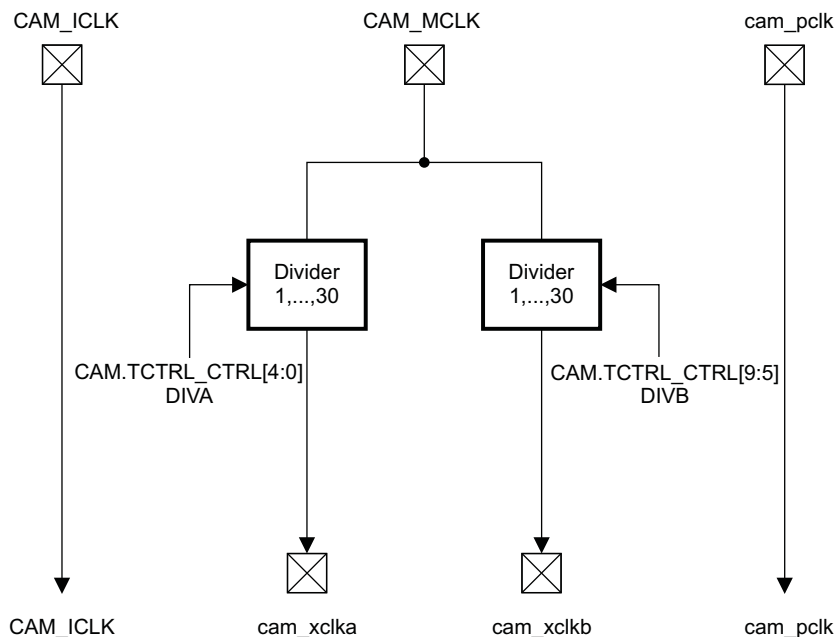 CAM_ICLK
CAM_MCLK
cam_pclk
Divider
1,...,30
Divider
1,...,30
CAM.TCTRL_CTRL[4:0]
DIVA
CAM.TCTRL_CTRL[9:5]
DIVB
CAM_ICLK
cam_xclka
cam_xclkb
cam_pclk